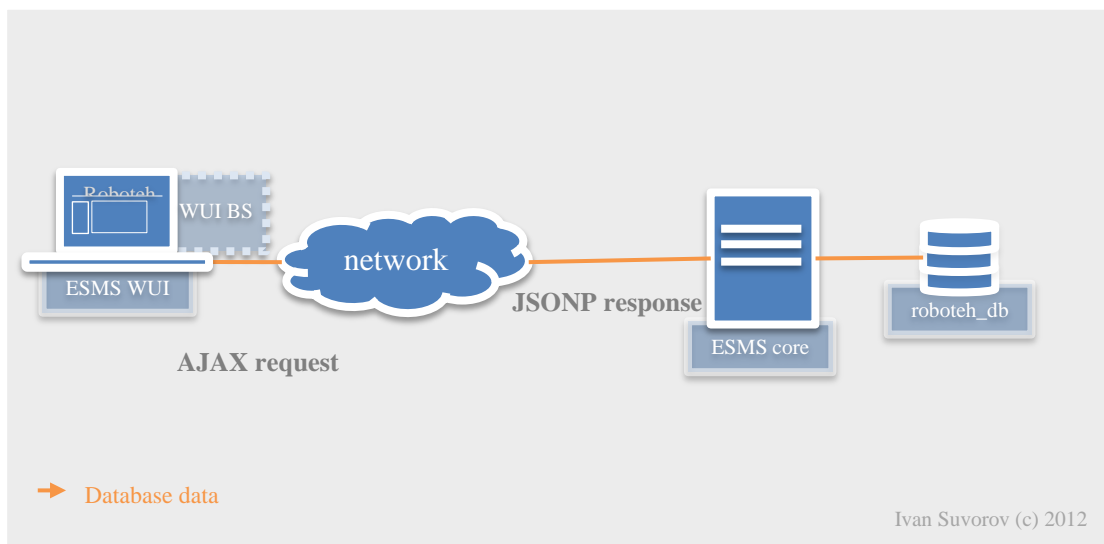 Roboteh
WUI BS
network
ESMS WUI
JSONP response
roboteh_db
ESMS core
AJAX request
Database data
Ivan Suvorov (c) 2012